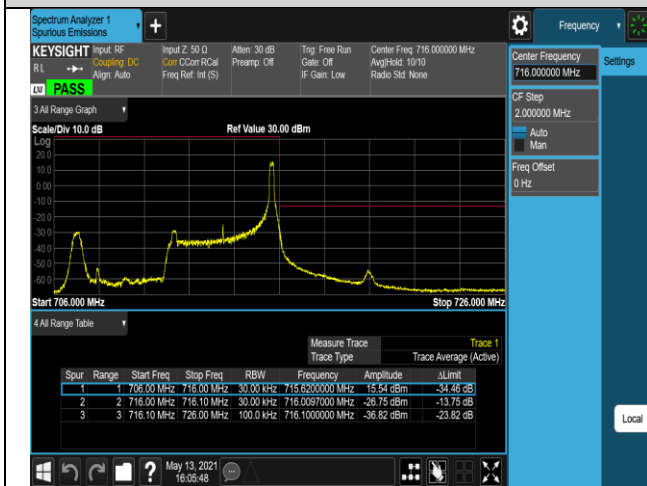 Spectrum Analyzer 1
Spurious Emissions
Frequency
KEYSIGHT Input: RF Input Z: 50 Ω Atten: 30 dB Trig: Free Run Center Freq: 716.000000 MHz
RL Coupling: DC Corr CCorr RCal Preamp: Off Gate: Off Avg|Hold: 10/10
Align: Auto Freq Ref: Int (S) IF Gain: Low Radio Std: None
LXI PASS
3 All Range Graph
Scale/Div 10.0 dB Ref Value 30.00 dBm
Log
20.0
10.0
0.00
-10.0
-20.0
-30.0
-40.0
-50.0
-60.0
Start 706.000 MHz Stop 726.000 MHz
4 All Range Table
Measure Trace Trace 1
Trace Type Trace Average (Active)
Spur Range Start Freq Stop Freq RBW Frequency Amplitude ΔLimit
1 1 706.00 MHz 716.00 MHz 30.00 kHz 715.6200000 MHz 15.54 dBm -34.46 dB
2 2 716.00 MHz 716.10 MHz 30.00 kHz 716.0097000 MHz -26.75 dBm -13.75 dB
3 3 716.10 MHz 726.00 MHz 100.0 kHz 716.1000000 MHz -36.82 dBm -23.82 dB
May 13, 2021
16:05:48
Center Frequency
716.000000 MHz
Settings
CF Step
2.000000 MHz
Auto
Man
Freq Offset
0 Hz
Local